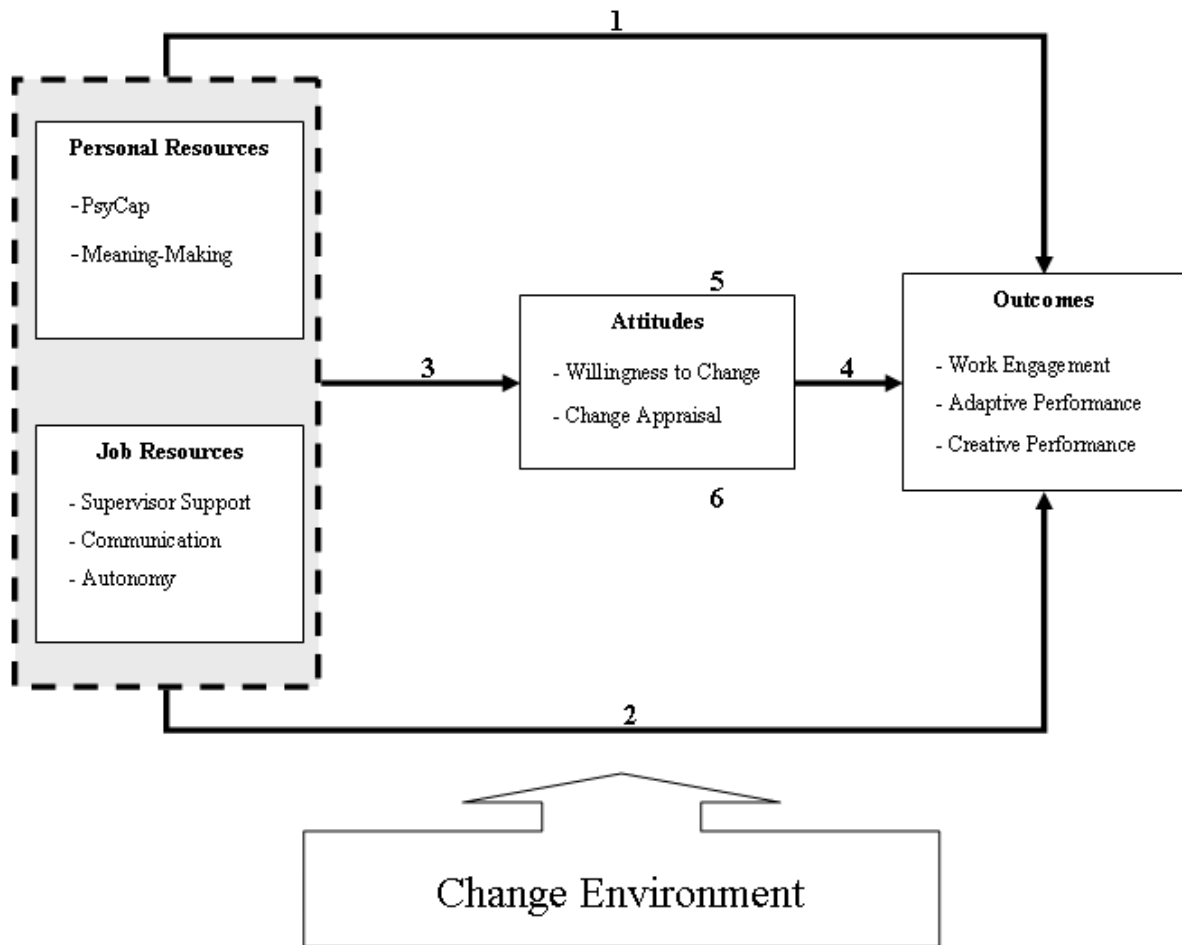 1
Personal Resources
-PsyCap
-Meaning-Making
Job Resources
- Supervisor Support
- Communication
- Autonomy
3
5
Attitudes
- Willingness to Change
- Change Appraisal
6
4
Outcomes
- Work Engagement
- Adaptive Performance
- Creative Performance
2
Change Environment